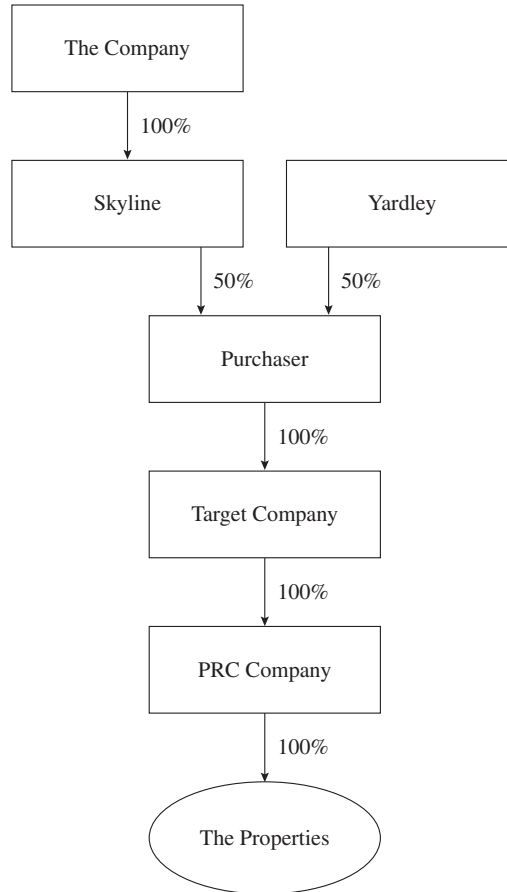 The Company
100%
Skyline
Yardley
50%
50%
Purchaser
100%
Target Company
100%
PRC Company
100%
The Properties